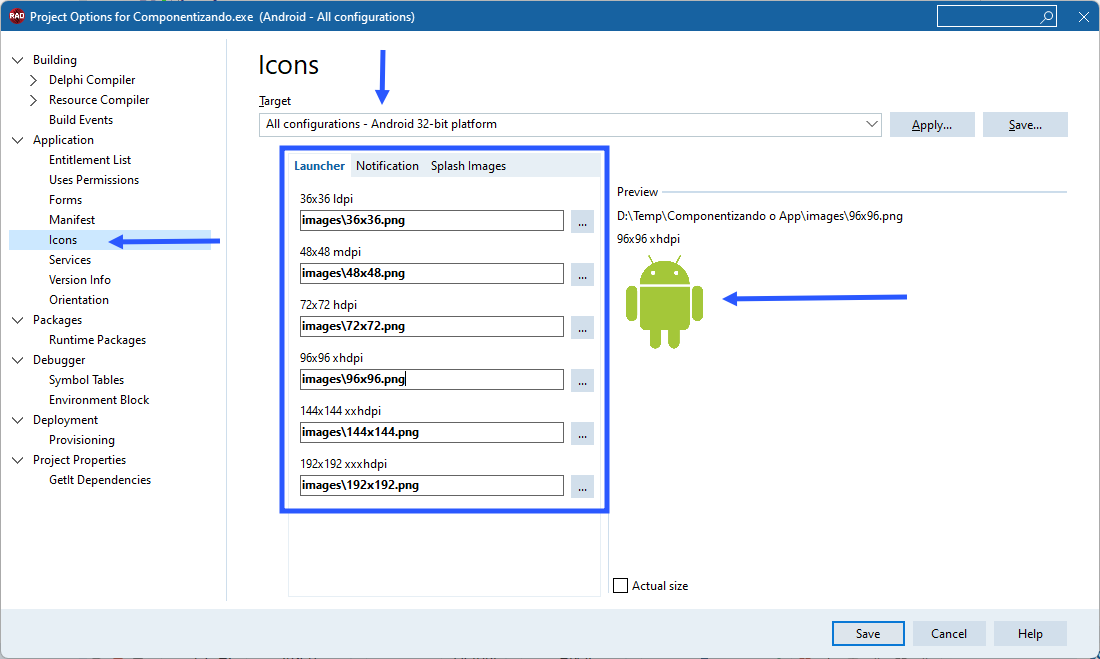 RAD Project Options for Componentizando.exe (Android - All configurations)
Building
Delphi Compiler
Resource Compiler
Build Events
Application
Entitlement List
Uses Permissions
Forms
Manifest
Icons
Services
Version Info
Orientation
Packages
Runtime Packages
Debugger
Symbol Tables
Environment Block
Deployment
Provisioning
Project Properties
GetIt Dependencies
Icons
Target
All configurations - Android 32-bit platform
Apply... Save...
Launcher Notification Splash Images
36x36 ldpi
images\36x36.png ...
48x48 mdpi
images\48x48.png ...
72x72 hdpi
images\72x72.png ...
96x96 xhdpi
images\96x96.png ...
144x144 xxhdpi
images\144x144.png ...
192x192 xxxhdpi
images\192x192.png ...
Preview
D:\Temp\Componentizando o App\images\96x96.png
96x96 xhdpi
Actual size
Save Cancel Help